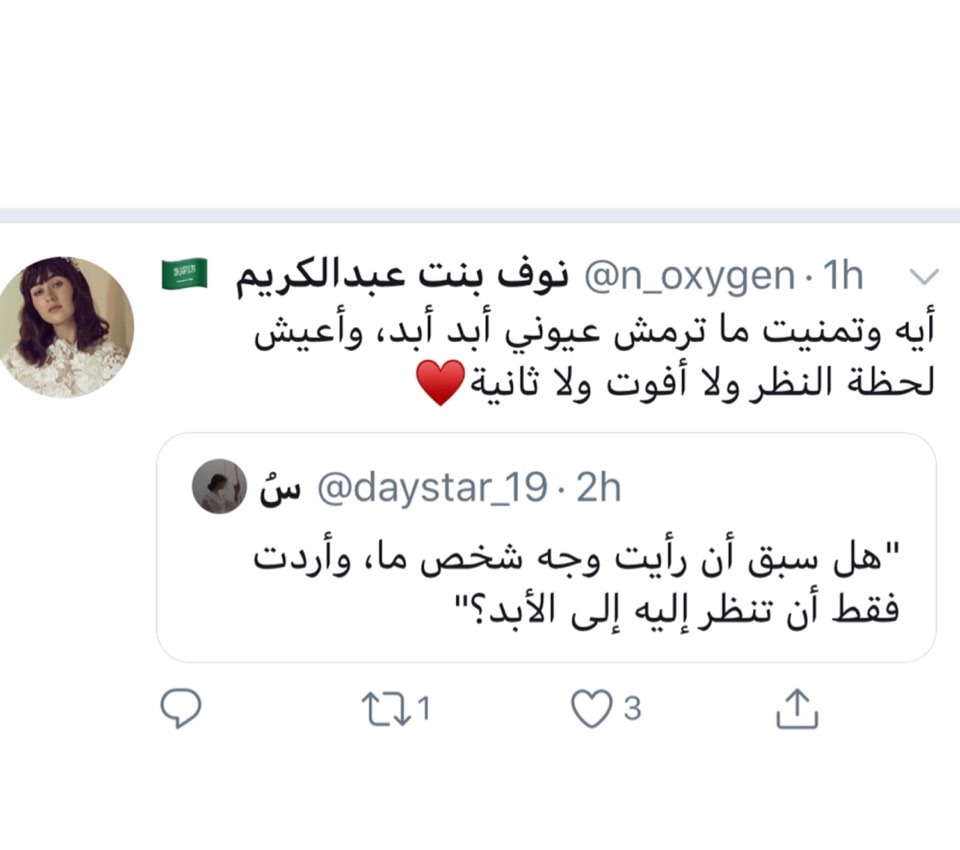 نوف بنت عبدالكريم 🇸🇦 @n_oxygen · 1h
أيه وتمنيت ما ترمش عيوني أبد أبد، وأعيش
لحظة النظر ولا أفوت ولا ثانية♥️
سُ @daystar_19 · 2h
"هل سبق أن رأيت وجه شخص ما، وأردت
فقط أن تنظر إليه إلى الأبد؟"
1 3